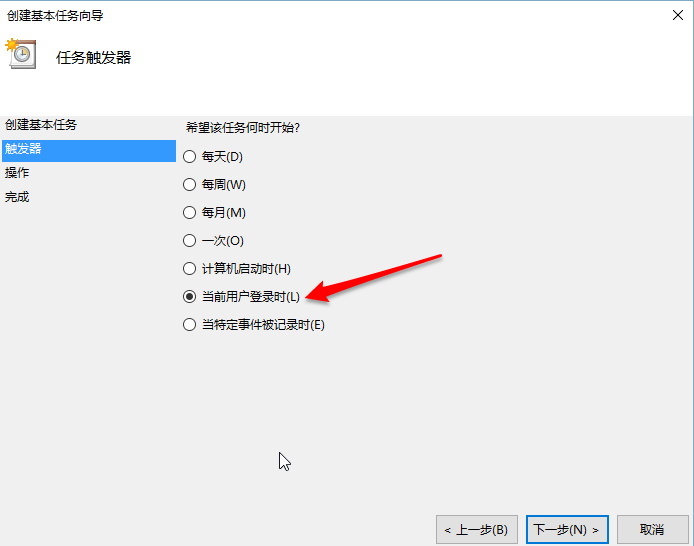 创建基本任务向导
任务触发器
创建基本任务
触发器
操作
完成
希望该任务何时开始?
每天(D)
每周(W)
每月(M)
一次(O)
计算机启动时(H)
当前用户登录时(L)
当特定事件被记录时(E)
< 上一步(B)
下一步(N) >
取消